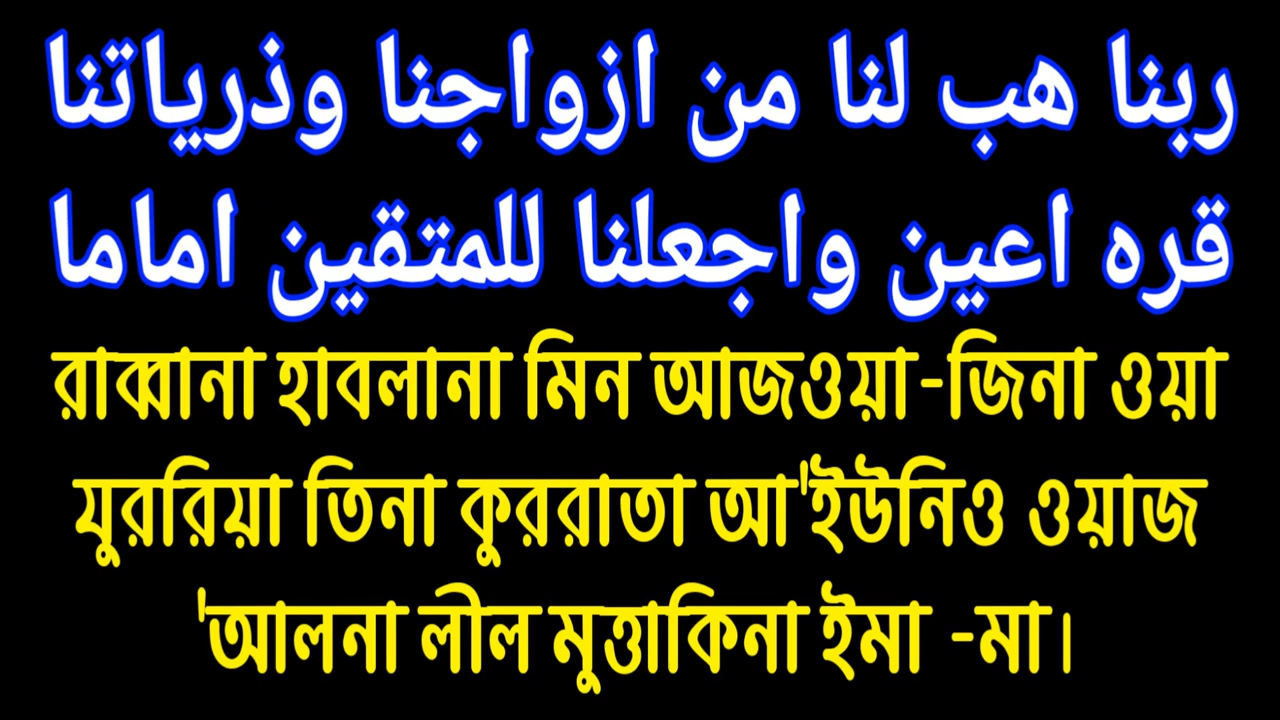 ربنا هب لنا من ازواجنا وذرياتنا
قره اعين واجعلنا للمتقين اماما
রাব্বানা হাবলানা মিন আজওয়া-জিনা ওয়া
যুররিয়া তিনা কুররাতা আ'ইউনিও ওয়াজ
'আলনা লীল মুত্তাকিনা ইমা -মা।